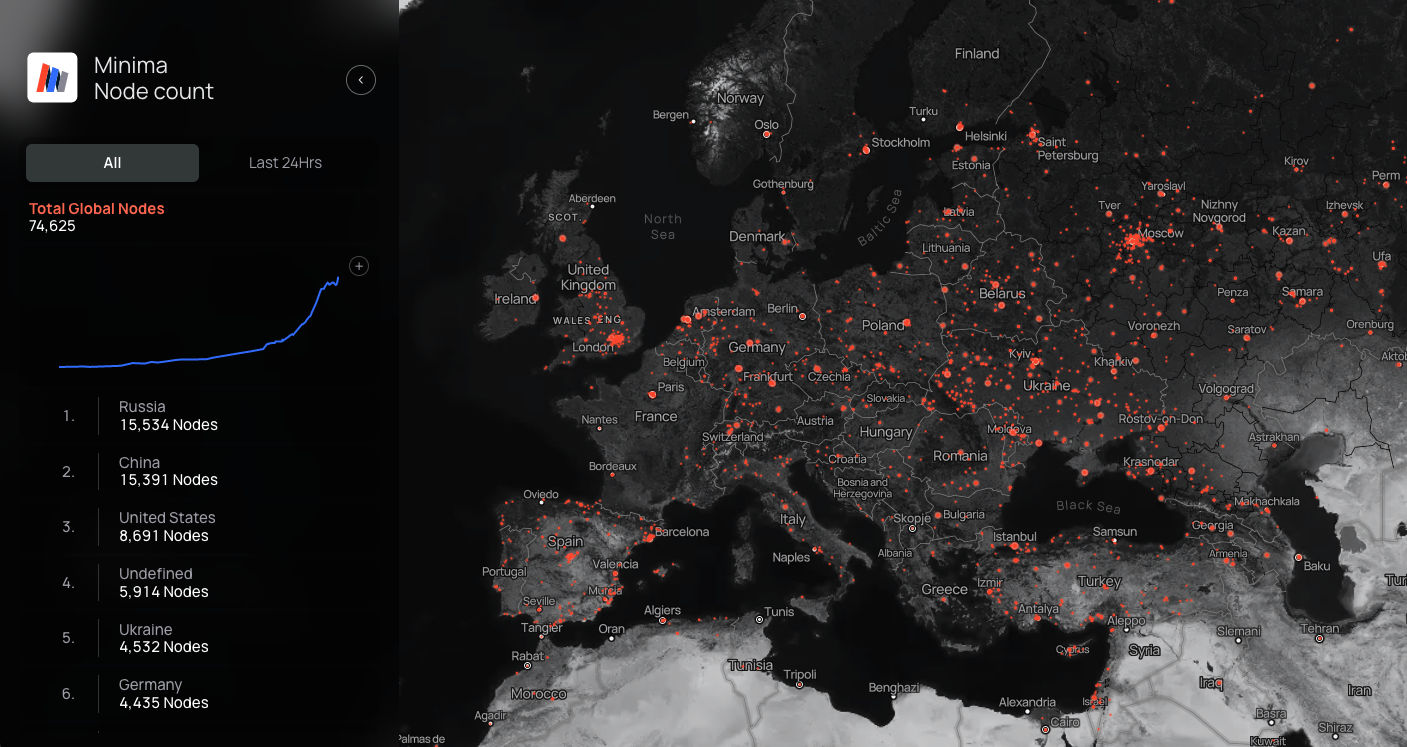 Minima
Node count
All
Last 24Hrs
Total Global Nodes
74,625
1.
Russia
15,534 Nodes
2.
China
15,391 Nodes
3.
United States
8,691 Nodes
4.
Undefined
5,914 Nodes
5.
Ukraine
4,532 Nodes
6.
Germany
4,435 Nodes
Finland
Norway
Bergen
Oslo
Turku
Helsinki
Stockholm
Saint
Petersburg
Estonia
Kirov
Perm
Gothenburg
Yaroslavl
Aberdeen
SCOT.
North
Sea
Baltic Sea
Latvia
Tver
Nizhny
Novgorod
Izhevsk
Denmark
Moscow
Kazan
Lithuania
Ufa
United
Kingdom
Ireland
Belarus
Penza
Samara
WALES
ENG.
Amsterdam
Berlin
Poland
Voronezh
Saratov
Orenburg
London
Germany
Belgium
Kyiv
Kharkiv
Frankfurt
Czechia
Ukraine
Volgograd
Paris
Slovakia
France
Nantes
Austria
Hungary
Moldova
Rostov-on-Don
Switzerland
Astrakhan
Croatia
Romania
Krasnodar
Bordeaux
Bosnia and
Herzegovina
Oviedo
Black Sea
Makhachkala
Italy
Skopje
Bulgaria
Georgia
Spain
Barcelona
Istanbul
Samsun
Naples
Albania
Armenia
Portugal
Valencia
Baku
Murcia
Greece
Izmir
Turkey
Seville
Algiers
Tunis
Antalya
Aleppo
Tangier
Oran
Slemani
Tehran
Rabat
Cyprus
Syria
Tunisia
Tripoli
Morocco
Benghazi
Alexandria
Israel
Iraq
Iran
Agadir
Cairo
Basra
Shiraz
Palmas de
Kuwait